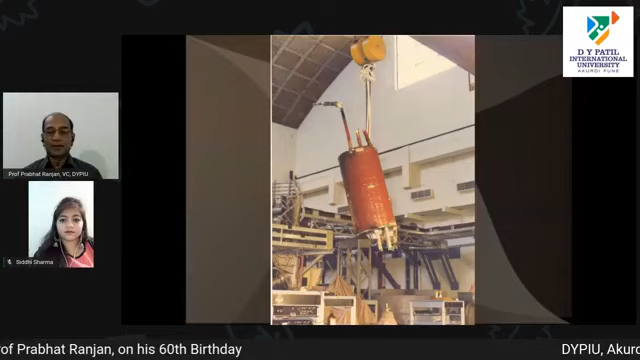 D Y PATIL
INTERNATIONAL
UNIVERSITY
AKURDI PUNE
Prof Prabhat Ranjan, VC, DYPIU
Siddhi Sharma
of Prabhat Ranjan, on his 60th Birthday
DYPIU, Akuro